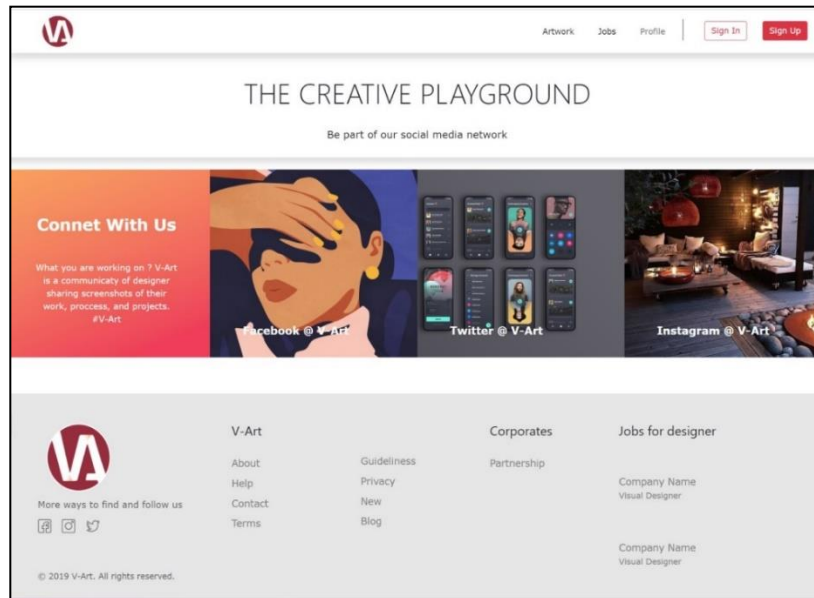 VA
Artwork Jobs Profile Sign In Sign Up
THE CREATIVE PLAYGROUND
Be part of our social media network
Connet With Us
What you are working on ? V-Art
is a communicaty of designer
sharing screenshots of their
work, proccess, and projects.
#V-Art
Facebook @ V-Art
Twitter @ V-Art
Instagram @ V-Art
VA
More ways to find and follow us
© 2019 V-Art. All rights reserved.
V-Art
About
Help
Contact
Terms
Guideliness
Privacy
New
Blog
Corporates
Partnership
Jobs for designer
Company Name
Visual Designer
Company Name
Visual Designer